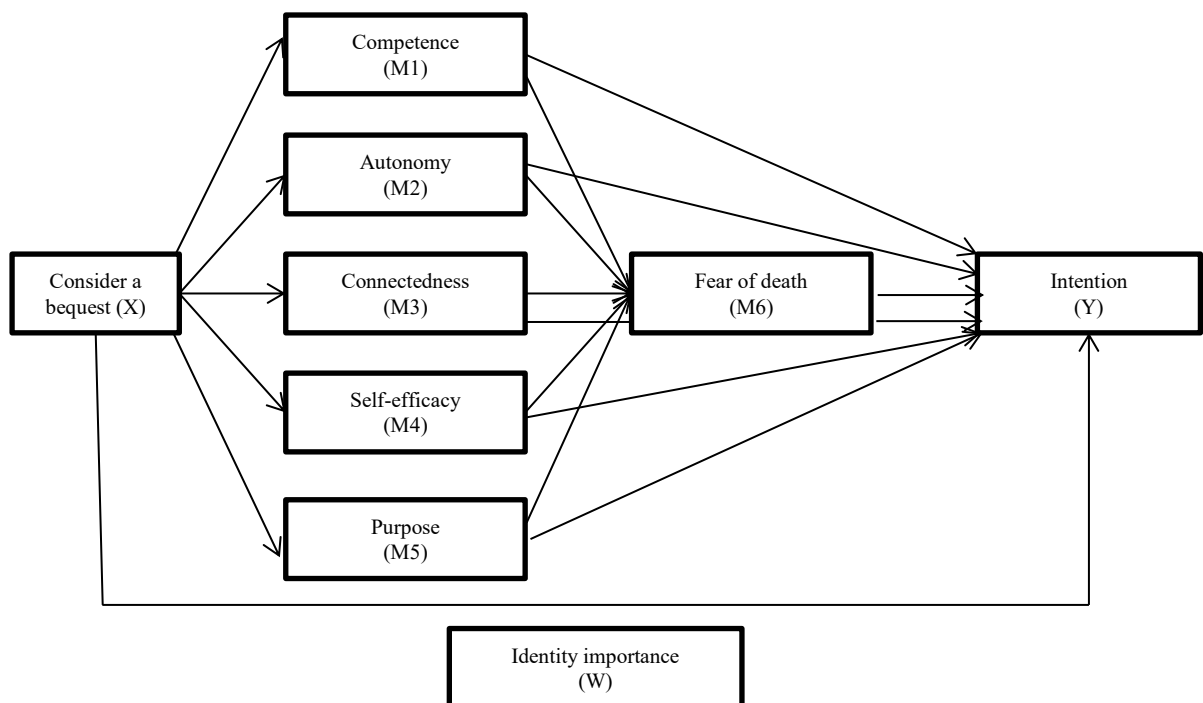 Competence
(M1)
Autonomy
(M2)
Consider a
bequest (X)
Connectedness
(M3)
Fear of death
(M6)
Intention
(Y)
Self-efficacy
(M4)
Purpose
(M5)
Identity importance
(W)